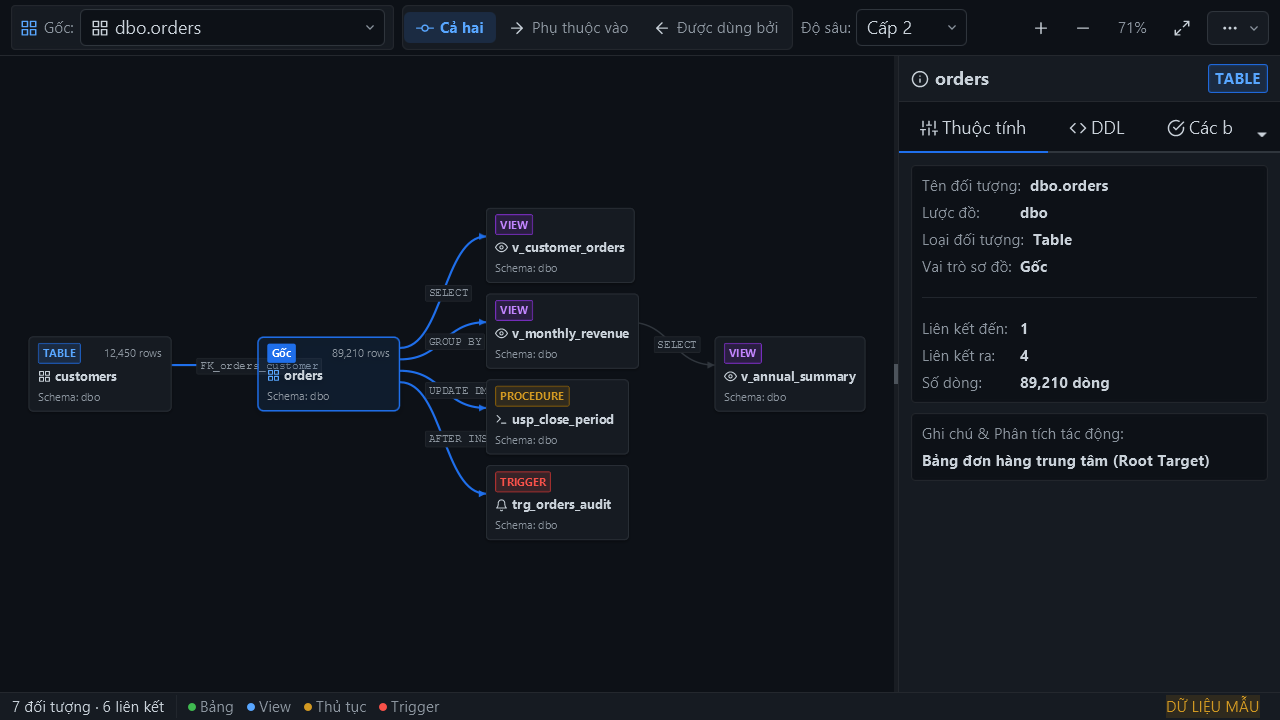 Gốc: dbo.orders Cả hai Phụ thuộc vào Được dùng bởi Độ sâu: Cấp 2 71%
orders TABLE
Thuộc tính DDL Các b
Tên đối tượng: dbo.orders
Lược đồ: dbo
Loại đối tượng: Table
Vai trò sơ đồ: Gốc
Liên kết đến: 1
Liên kết ra: 4
Số dòng: 89,210 dòng
Ghi chú & Phân tích tác động:
Bảng đơn hàng trung tâm (Root Target)
TABLE 12,450 rows
customers
Schema: dbo
FK_orders_customer
Gốc 89,210 rows
orders
Schema: dbo
SELECT
GROUP BY
UPDATE DM
AFTER INS
VIEW
v_customer_orders
Schema: dbo
VIEW
v_monthly_revenue
Schema: dbo
PROCEDURE
usp_close_period
Schema: dbo
TRIGGER
trg_orders_audit
Schema: dbo
SELECT
VIEW
v_annual_summary
Schema: dbo
7 đối tượng · 6 liên kết Bảng View Thủ tục Trigger DỮ LIỆU MẪU